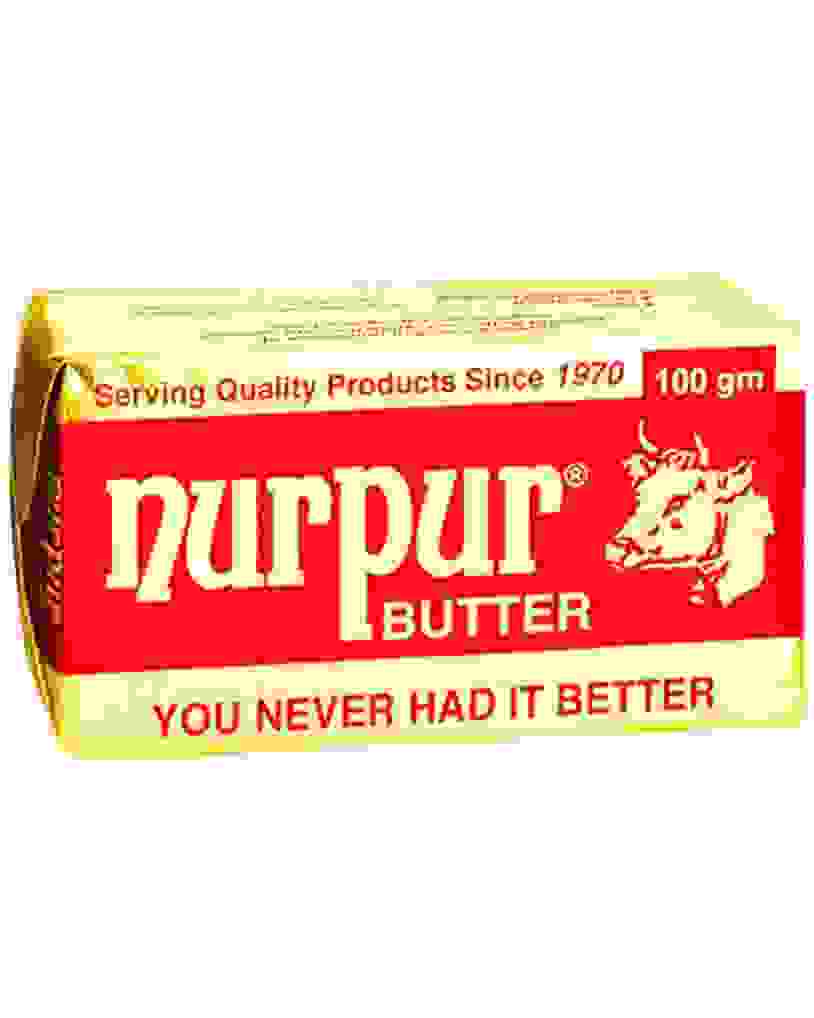 Serving Quality Products Since 1970
100 gm
nurpur®
BUTTER
YOU NEVER HAD IT BETTER